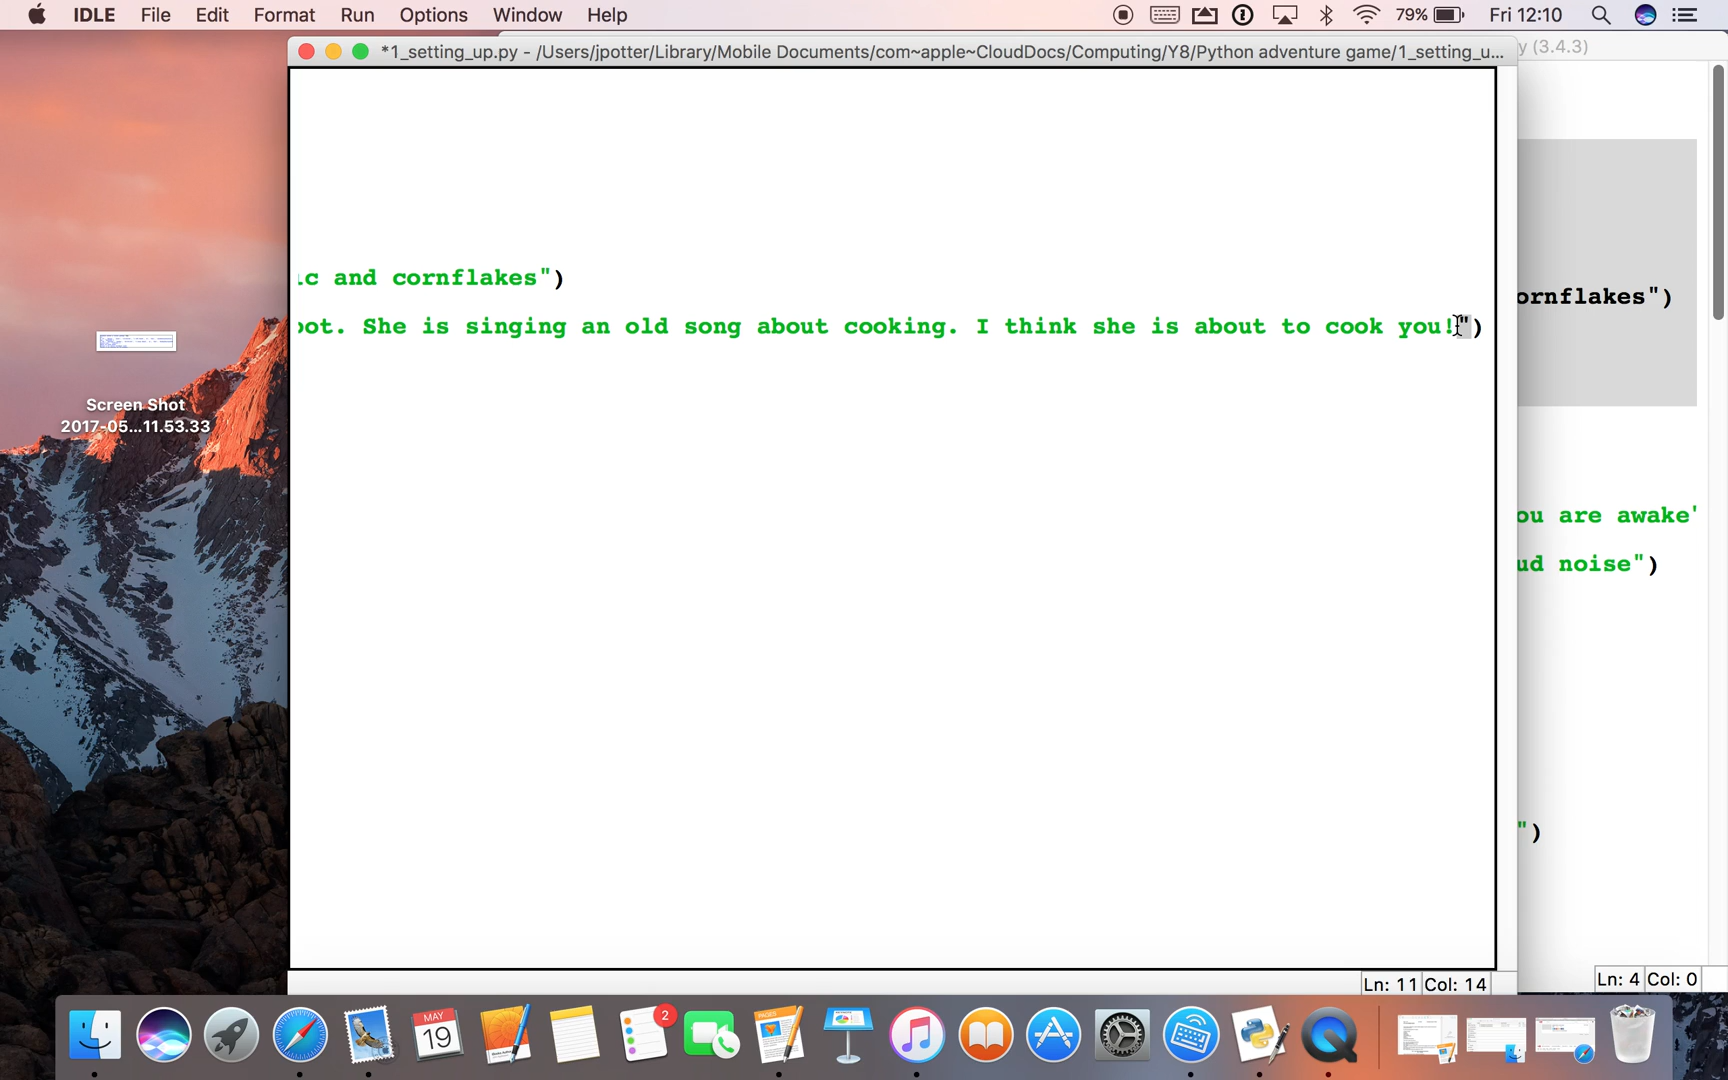 IDLE File Edit Format Run Options Window Help 79% Fri 12:10
*1_setting_up.py - /Users/jpotter/Library/Mobile Documents/com~apple~CloudDocs/Computing/Y8/Python adventure game/1_setting_u... y (3.4.3)
ic and cornflakes")
ornflakes")
oot. She is singing an old song about cooking. I think she is about to cook you!")
Screen Shot
2017-05...11.53.33
ou are awake'
ud noise")
")
Ln: 11 Col: 14
Ln: 4 Col: 0
MAY
19
2
PAGES